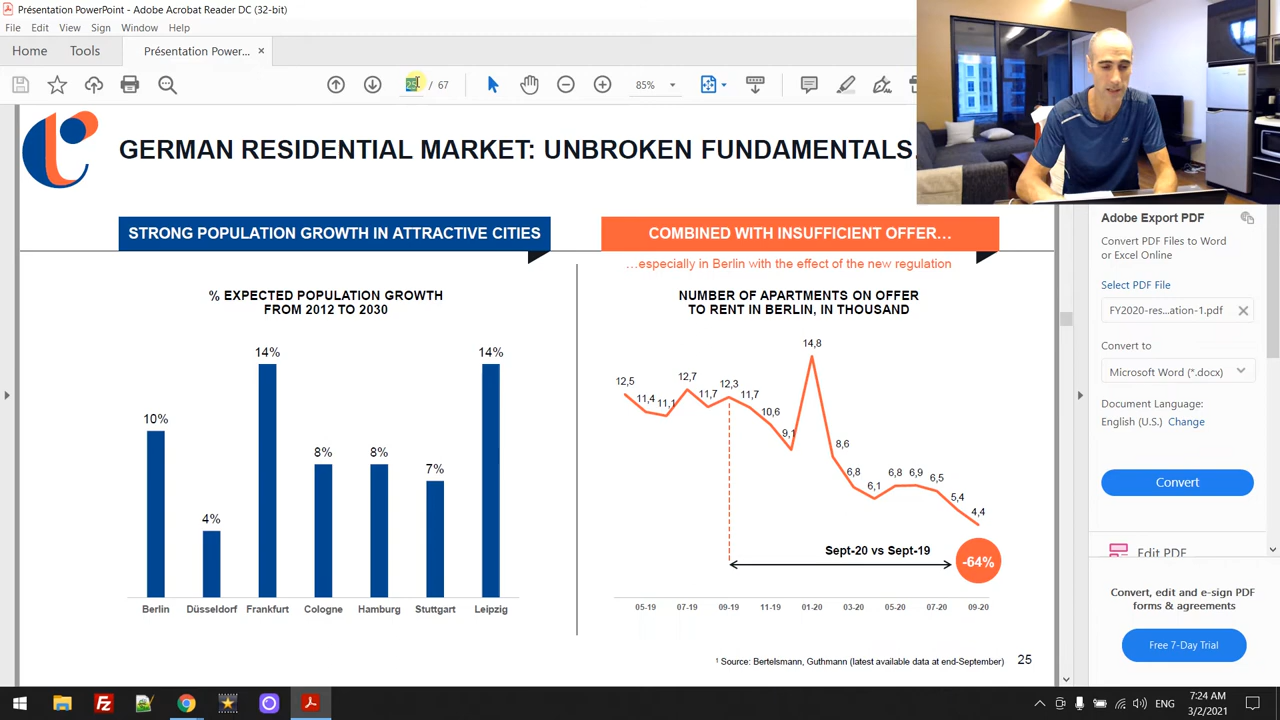 Présentation PowerPoint - Adobe Acrobat Reader DC (32-bit)
File Edit View Sign Window Help
Home Tools Présentation Power... ×
25 / 67 85%
GERMAN RESIDENTIAL MARKET: UNBROKEN FUNDAMENTALS.
STRONG POPULATION GROWTH IN ATTRACTIVE CITIES
% EXPECTED POPULATION GROWTH
FROM 2012 TO 2030
10% 4% 14% 8% 8% 7% 14%
Berlin Düsseldorf Frankfurt Cologne Hamburg Stuttgart Leipzig
COMBINED WITH INSUFFICIENT OFFER…
…especially in Berlin with the effect of the new regulation
NUMBER OF APARTMENTS ON OFFER
TO RENT IN BERLIN, IN THOUSAND
12,5 11,4 11,1 12,7 11,7 12,3 11,7 10,6 9,1 14,8 8,6 6,8 6,1 6,8 6,9 6,5 5,4 4,4
Sept-20 vs Sept-19
-64%
05-19 07-19 09-19 11-19 01-20 03-20 05-20 07-20 09-20
¹ Source: Bertelsmann, Guthmann (latest available data at end-September) 25
Adobe Export PDF
Convert PDF Files to Word
or Excel Online
Select PDF File
FY2020-res...ation-1.pdf
Convert to
Microsoft Word (*.docx)
Document Language:
English (U.S.) Change
Convert
Edit PDF
Convert, edit and e-sign PDF
forms & agreements
Free 7-Day Trial
ENG
7:24 AM
3/2/2021